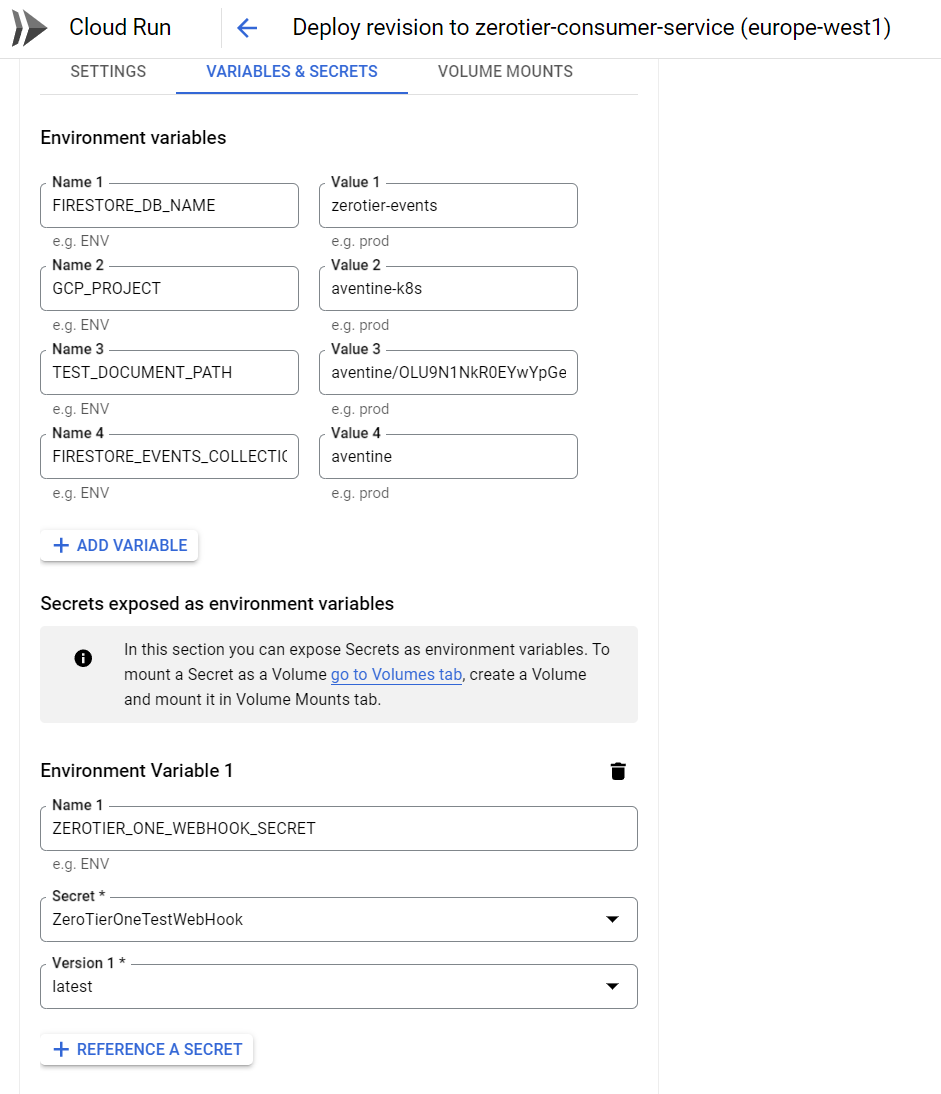 Cloud Run
Deploy revision to zerotier-consumer-service (europe-west1)
SETTINGS VARIABLES & SECRETS VOLUME MOUNTS
Environment variables
Name 1 Value 1
FIRESTORE_DB_NAME zerotier-events
e.g. ENV e.g. prod
Name 2 Value 2
GCP_PROJECT aventine-k8s
e.g. ENV e.g. prod
Name 3 Value 3
TEST_DOCUMENT_PATH aventine/OLU9N1NkR0EYwYpGe
e.g. ENV e.g. prod
Name 4 Value 4
FIRESTORE_EVENTS_COLLECTIO aventine
e.g. ENV e.g. prod
+ ADD VARIABLE
Secrets exposed as environment variables
In this section you can expose Secrets as environment variables. To
mount a Secret as a Volume go to Volumes tab, create a Volume
and mount it in Volume Mounts tab.
Environment Variable 1
Name 1
ZEROTIER_ONE_WEBHOOK_SECRET
e.g. ENV
Secret *
ZeroTierOneTestWebHook
Version 1 *
latest
+ REFERENCE A SECRET